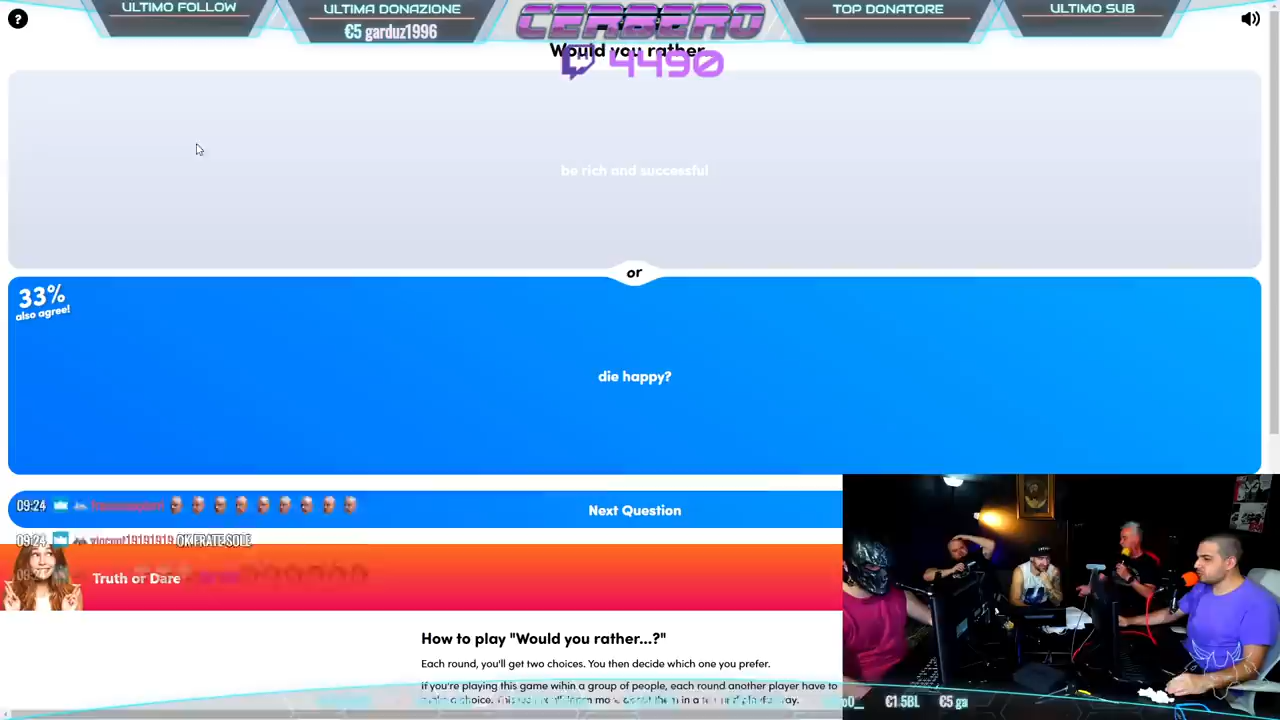 ULTIMO FOLLOW
ULTIMA DONAZIONE
€5 garduz1996
CERBERO
TOP DONATORE
ULTIMO SUB
?
Would you rather
4490
be rich and successful
or
33%
also agree!
die happy?
09:24
Next Question
09:24 vincent19191919 OK FRATE SOLE
Truth or Dare
How to play "Would you rather...?"
Each round, you'll get two choices. You then decide which one you prefer.
If you're playing this game wihin a group of people, each round another player have to
€1.5BL
€5 ga